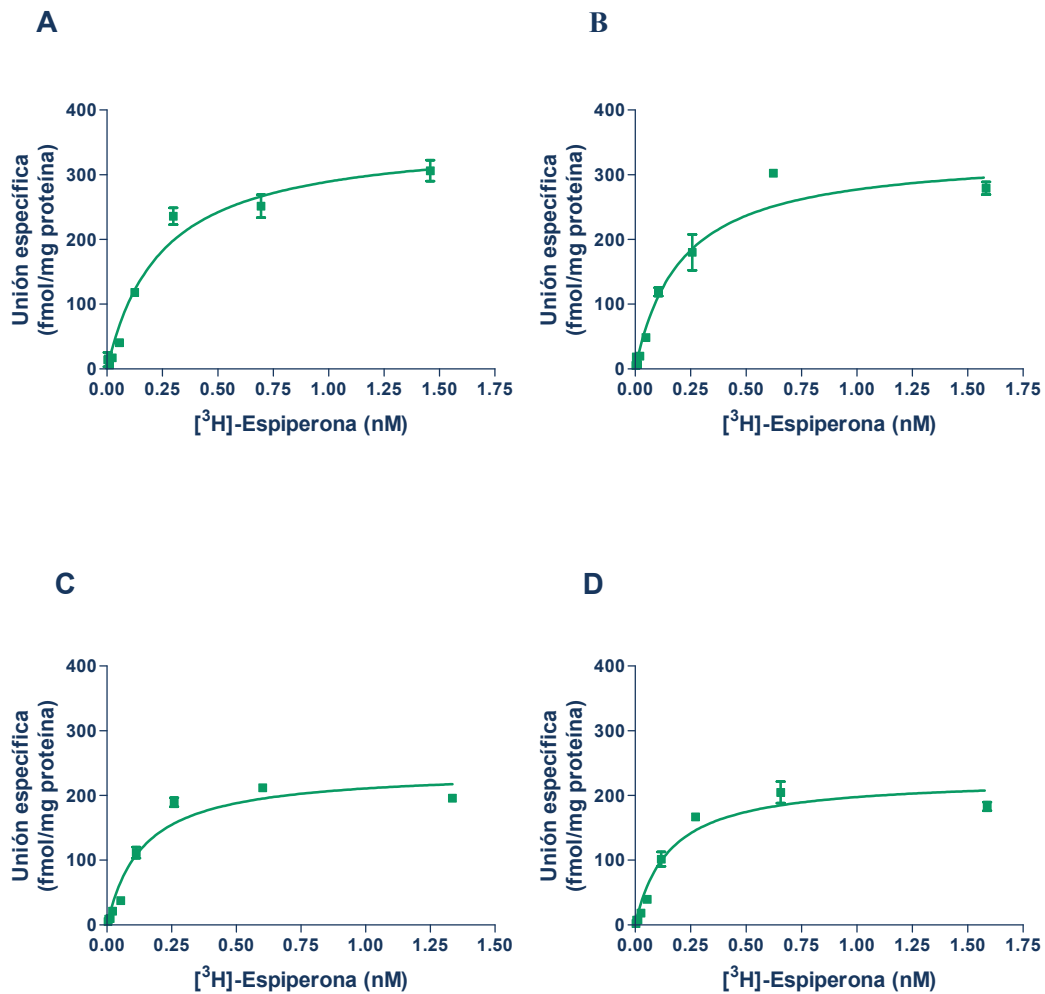 A
Unión específica
(fmol/mg proteína)
400
300
200
100
0
0.00 0.25 0.50 0.75 1.00 1.25 1.50 1.75
[³H]-Espiperona (nM)
B
Unión específica
(fmol/mg proteína)
400
300
200
100
0
0.00 0.25 0.50 0.75 1.00 1.25 1.50 1.75
[³H]-Espiperona (nM)
C
Unión específica
(fmol/mg proteína)
400
300
200
100
0
0.00 0.25 0.50 0.75 1.00 1.25 1.50
[³H]-Espiperona (nM)
D
Unión específica
(fmol/mg proteína)
400
300
200
100
0
0.00 0.25 0.50 0.75 1.00 1.25 1.50 1.75
[³H]-Espiperona (nM)